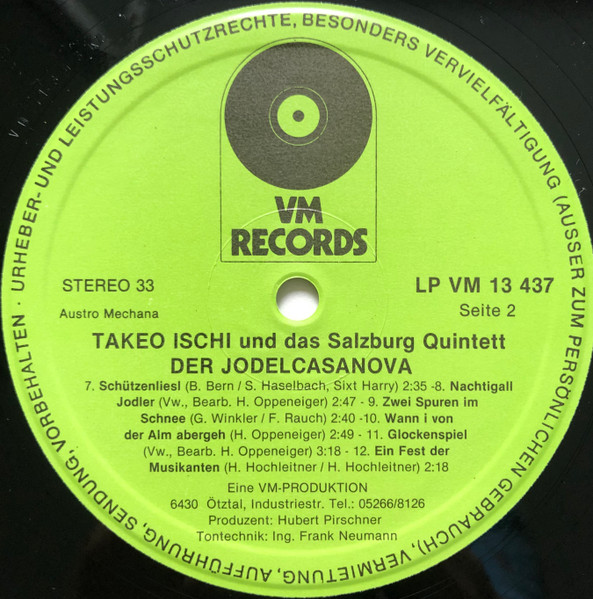 URHEBER- UND LEISTUNGSSCHUTZRECHTE, BESONDERS VERVIELFÄLTIGUNG (AUSSER ZUM PERSÖNLICHEN GEBRAUCH), VERMIETUNG, AUFFÜHRUNG, SENDUNG, VORBEHALTEN ·
VM
RECORDS
STEREO 33
LP VM 13 437
Austro Mechana
Seite 2
TAKEO ISCHI und das Salzburg Quintett
DER JODELCASANOVA
7. Schützenliesl (B. Bern / S. Haselbach, Sixt Harry) 2:35 -8. Nachtigall
Jodler (Vw., Bearb. H. Oppeneiger) 2:47 -9. Zwei Spuren im
Schnee (G. Winkler / F. Rauch) 2:40 -10. Wann i von
der Alm abergeh (H. Oppeneiger) 2:49 - 11. Glockenspiel
(Vw., Bearb. H. Oppeneiger) 3:18 - 12. Ein Fest der
Musikanten (H. Hochleitner / H. Hochleitner) 2:18
Eine VM-PRODUKTION
6430 Ötztal, Industriestr. Tel.: 05266/8126
Produzent: Hubert Pirschner
Tontechnik: Ing. Frank Neumann